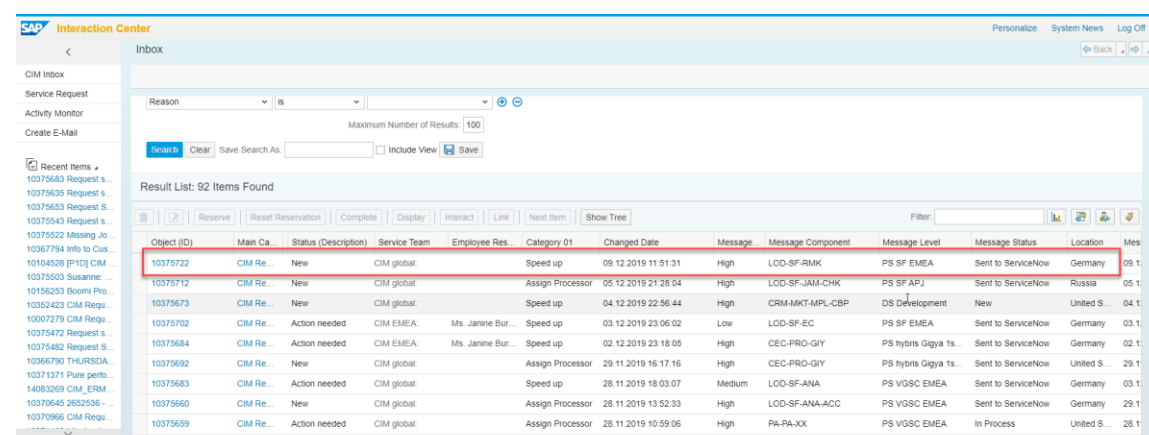 SAP Interaction Center
Personalize System News Log Off
Inbox
Back
CIM Inbox
Service Request
Activity Monitor
Create E-Mail
Recent Items
10375683 Request s...
10375635 Request s...
10375653 Request S...
10375543 Request s...
10375522 Missing Jo...
10367794 Info to Cus...
10104528 [P1D] CIM ...
10375503 Susanne: ...
10156253 Boomi Pro...
10352423 CIM Requ...
10007279 CIM Requ...
10375472 Request s...
10375482 Request S...
10366790 THURSDA...
10371371 Pure perfo...
14083269 CIM_ERM...
10370645 2652536 - ...
10370966 CIM Requ...
Reason is
Maximum Number of Results: 100
Search Clear Save Search As: Include View Save
Result List: 92 Items Found
Reserve Reset Reservation Complete Display Interact Link Next Item Show Tree Filter:
Object (ID) Main Ca... Status (Description) Service Team Employee Res... Category 01 Changed Date Message... Message Component Message Level Message Status Location Mes
10375722 CIM Re... New CIM global: Speed up 09.12.2019 11:51:31 High LOD-SF-RMK PS SF EMEA Sent to ServiceNow Germany 09.1
10375712 CIM Re... New CIM global: Assign Processor 05.12.2019 21:28:04 High LOD-SF-JAM-CHK PS SF APJ Sent to ServiceNow Russia 05.1
10375673 CIM Re... New CIM global: Speed up 04.12.2019 22:56:44 High CRM-MKT-MPL-CBP DS Development New United S... 04.1
10375702 CIM Re... Action needed CIM EMEA: Ms. Janine Bur... Speed up 03.12.2019 23:06:02 Low LOD-SF-EC PS SF EMEA Sent to ServiceNow Germany 03.1
10375684 CIM Re... Action needed CIM EMEA: Ms. Janine Bur... Speed up 02.12.2019 23:18:05 High CEC-PRO-GIY PS hybris Gigya 1s... Sent to ServiceNow Germany 02.1
10375692 CIM Re... New CIM global: Assign Processor 29.11.2019 16:17:16 High CEC-PRO-GIY PS hybris Gigya 1s... Sent to ServiceNow United S... 29.1
10375683 CIM Re... Action needed CIM global: Speed up 28.11.2019 18:03:07 Medium LOD-SF-ANA PS VGSC EMEA Sent to ServiceNow Germany 03.1
10375660 CIM Re... New CIM global: Assign Processor 28.11.2019 13:52:33 High LOD-SF-ANA-ACC PS VGSC EMEA Sent to ServiceNow United S... 29.1
10375659 CIM Re... Action needed CIM global: Assign Processor 28.11.2019 10:59:06 High PA-PA-XX PS VGSC EMEA In Process United S... 28.1